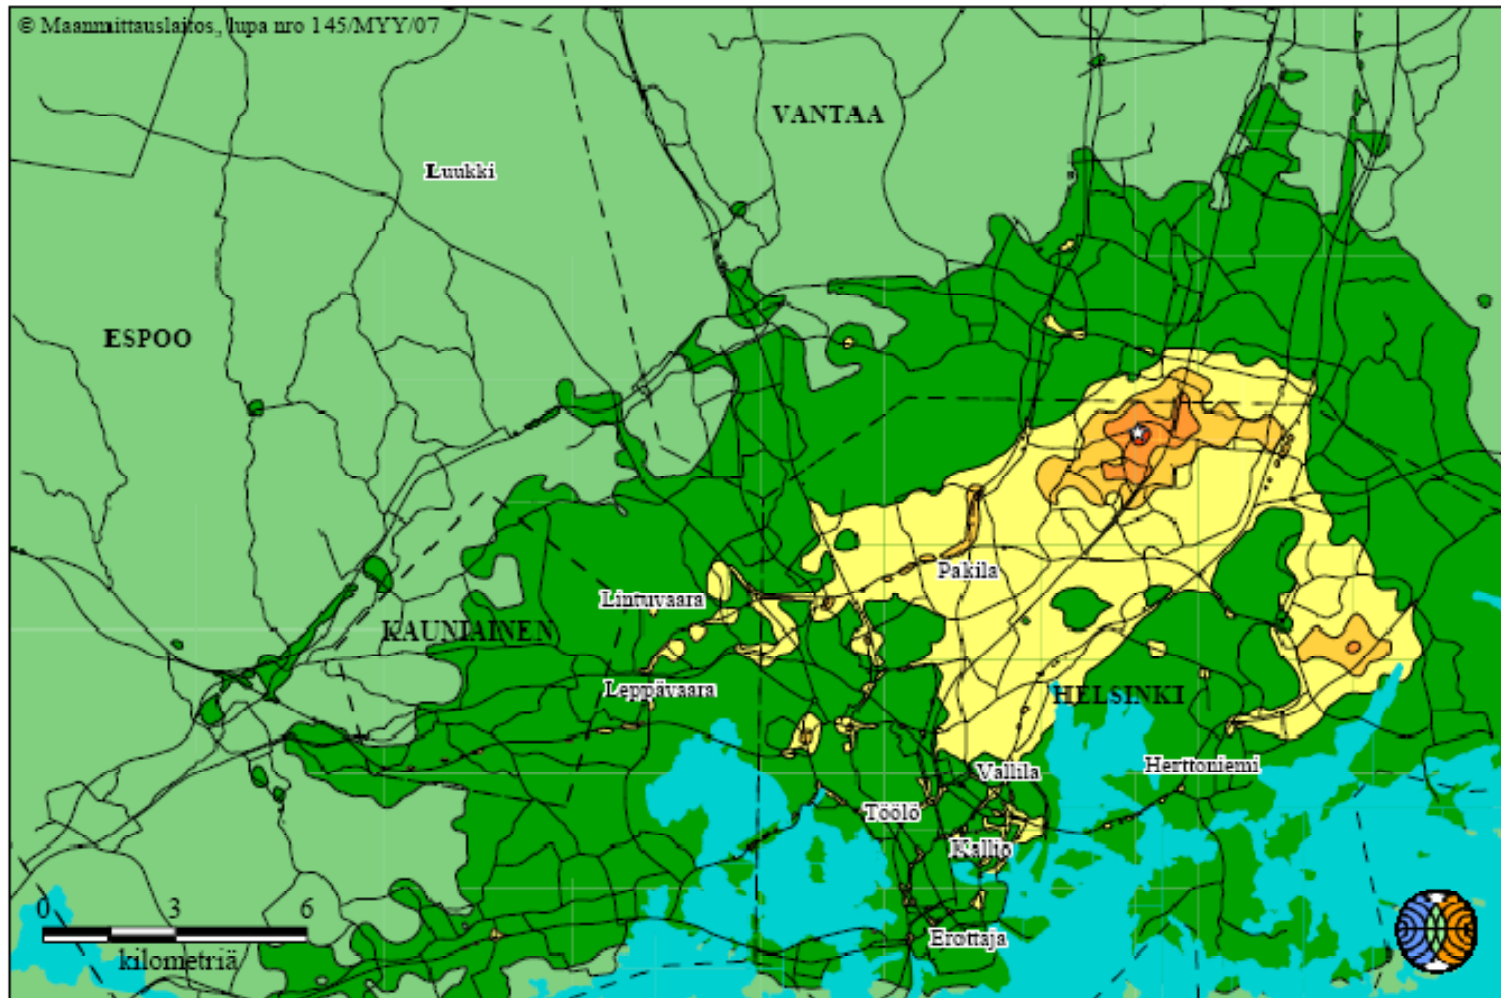 © Maanmittauslaitos, lupa nro 145/MYY/07
VANTAA
Luukki
ESPOO
Pakila
Lintuvaara
KAUNIAINEN
Leppävaara
HELSINKI
Herttoniemi
Vallila
Töölö
Kallio
0 3 6
Erottaja
kilometriä